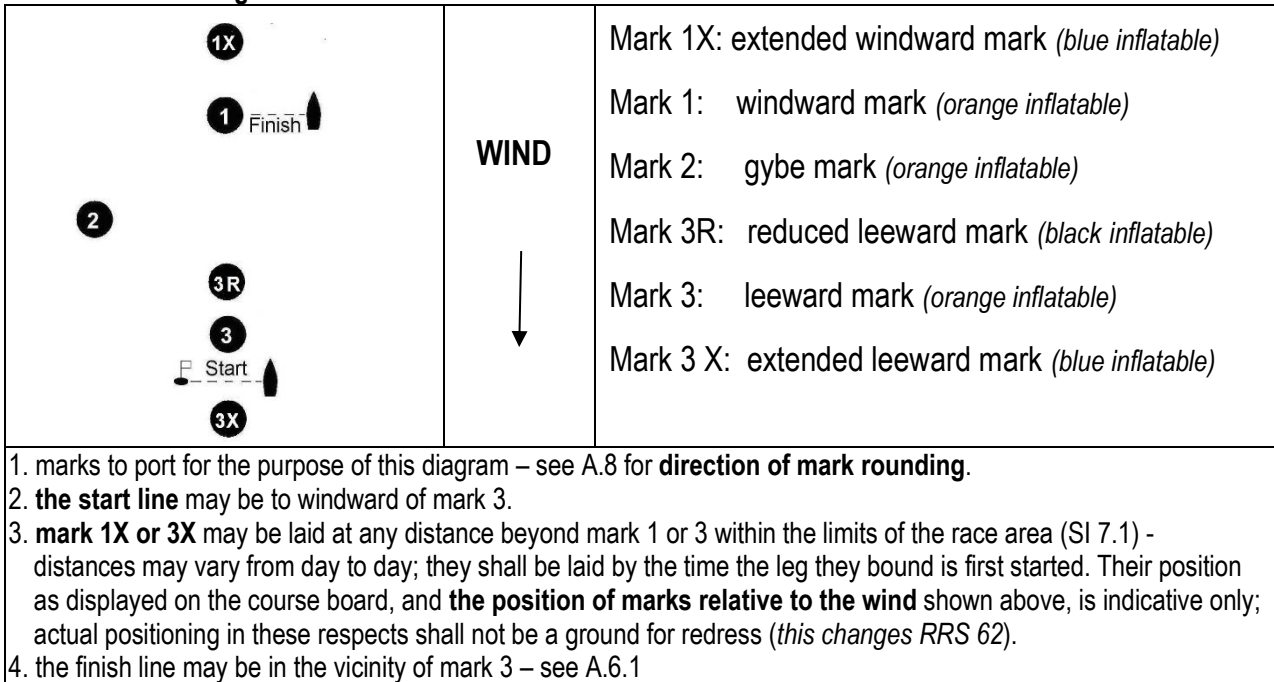 1X
1
Finish
2
3R
3
Start
3X
WIND
Mark 1X: extended windward mark (blue inflatable)
Mark 1: windward mark (orange inflatable)
Mark 2: gybe mark (orange inflatable)
Mark 3R: reduced leeward mark (black inflatable)
Mark 3: leeward mark (orange inflatable)
Mark 3 X: extended leeward mark (blue inflatable)
1. marks to port for the purpose of this diagram – see A.8 for direction of mark rounding.
2. the start line may be to windward of mark 3.
3. mark 1X or 3X may be laid at any distance beyond mark 1 or 3 within the limits of the race area (SI 7.1) -
distances may vary from day to day; they shall be laid by the time the leg they bound is first started. Their position
as displayed on the course board, and the position of marks relative to the wind shown above, is indicative only;
actual positioning in these respects shall not be a ground for redress (this changes RRS 62).
4. the finish line may be in the vicinity of mark 3 – see A.6.1